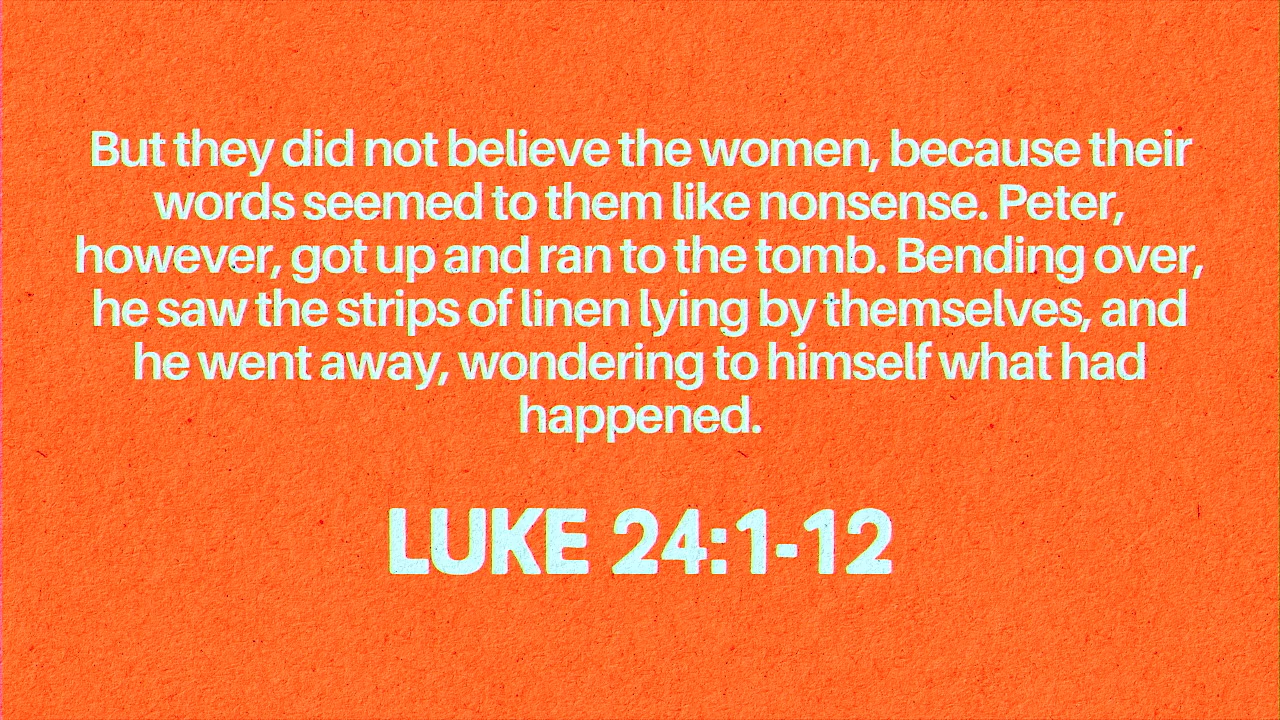 But they did not believe the women, because their
words seemed to them like nonsense. Peter,
however, got up and ran to the tomb. Bending over,
he saw the strips of linen lying by themselves, and
he went away, wondering to himself what had
happened.
LUKE 24:1-12